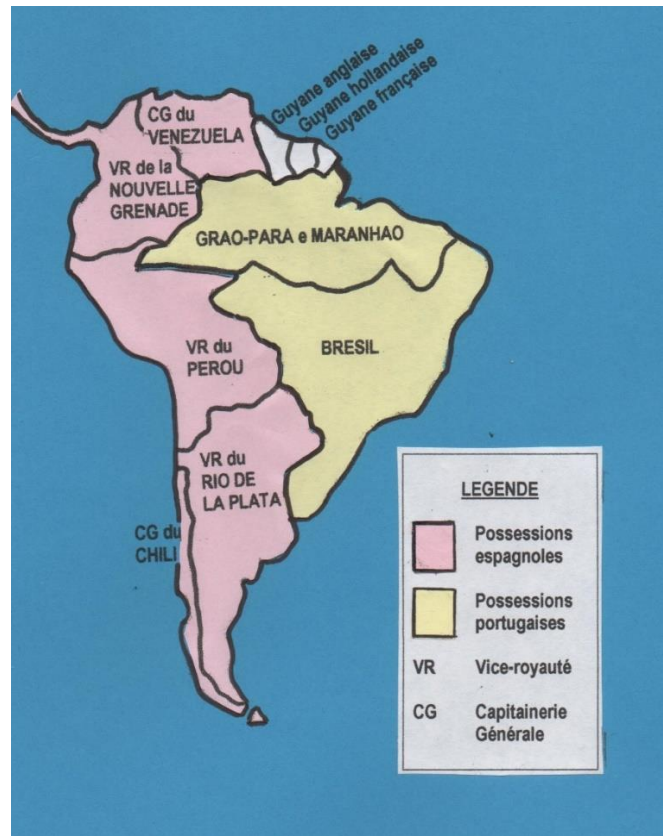 Guyane anglaise
Guyane hollandaise
Guyane française
CG du
VENEZUELA
VR de la
NOUVELLE
GRENADE
GRAO-PARA e MARANHAO
VR du
PEROU
BRESIL
VR du
RIO DE
LA PLATA
CG du
CHILI
LEGENDE
Possessions
espagnoles
Possessions
portugaises
VR Vice-royauté
CG Capitainerie
Générale